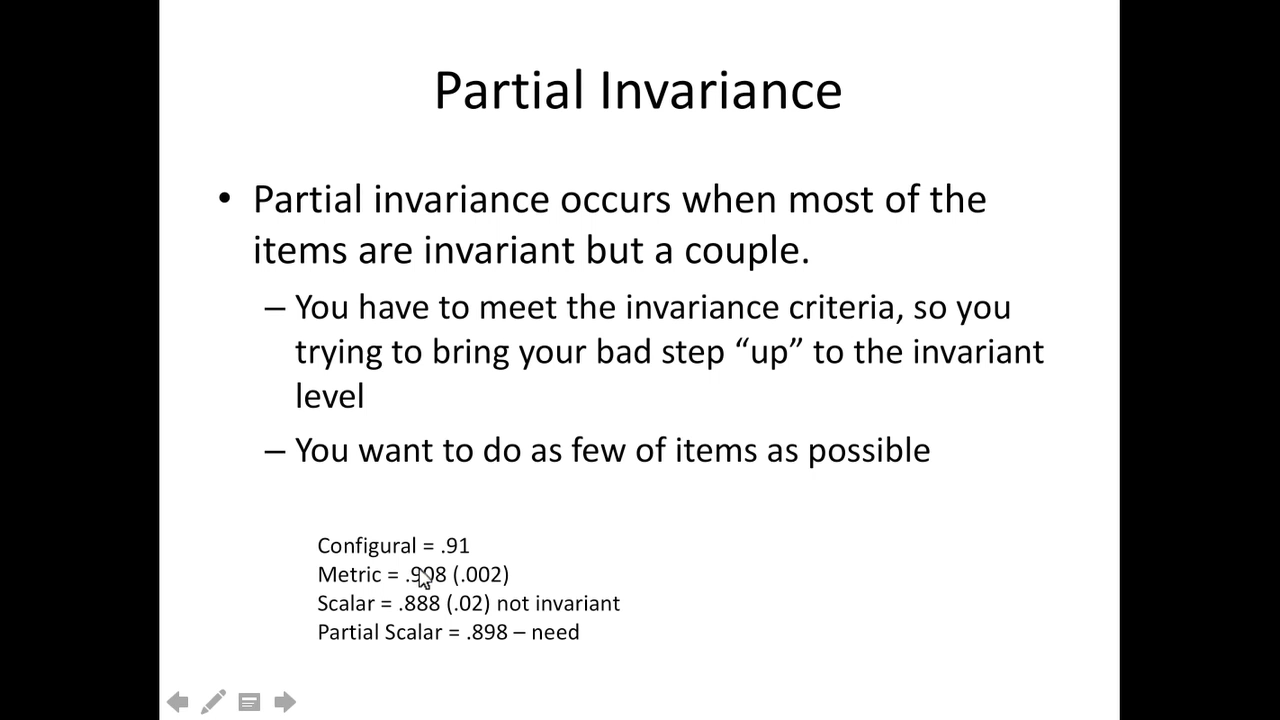 Partial Invariance
• Partial invariance occurs when most of the
items are invariant but a couple.
– You have to meet the invariance criteria, so you
trying to bring your bad step “up” to the invariant
level
– You want to do as few of items as possible
Configural = .91
Metric = .908 (.002)
Scalar = .888 (.02) not invariant
Partial Scalar = .898 – need